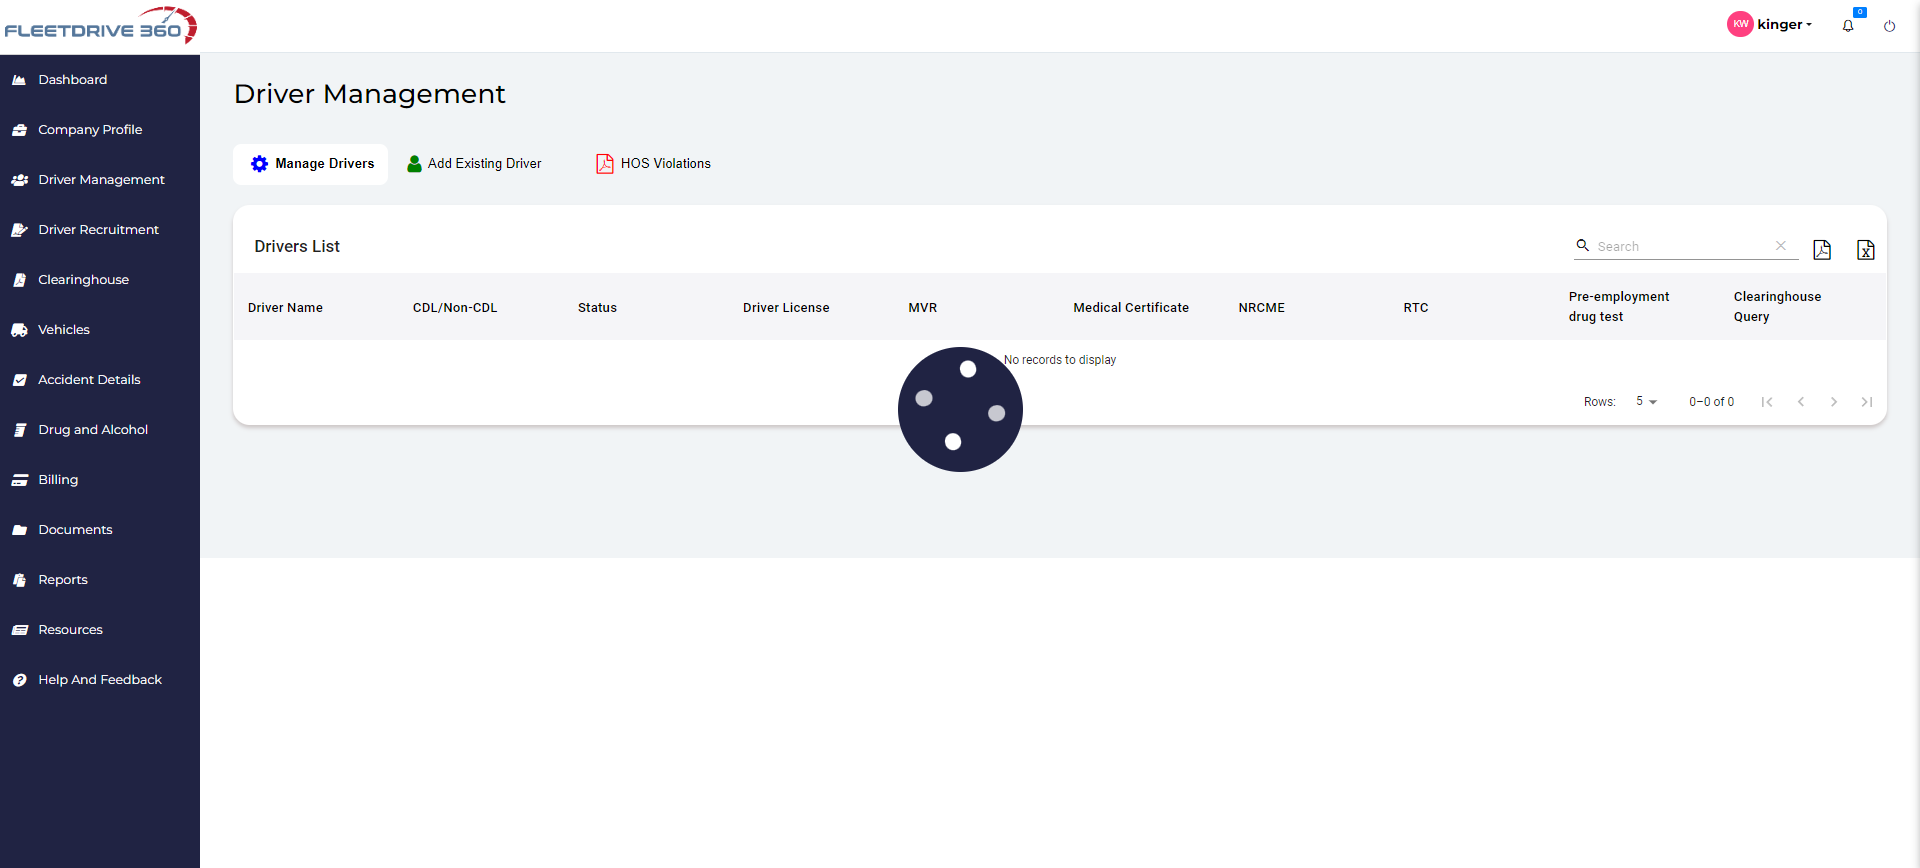 FLEETDRIVE 360
KW kinger
0
Dashboard
Company Profile
Driver Management
Driver Recruitment
Clearinghouse
Vehicles
Accident Details
Drug and Alcohol
Billing
Documents
Reports
Resources
Help And Feedback
Driver Management
Manage Drivers Add Existing Driver HOS Violations
Drivers List
Search
Driver Name CDL/Non-CDL Status Driver License MVR Medical Certificate NRCME RTC Pre-employment drug test Clearinghouse Query
No records to display
Rows: 5 0–0 of 0